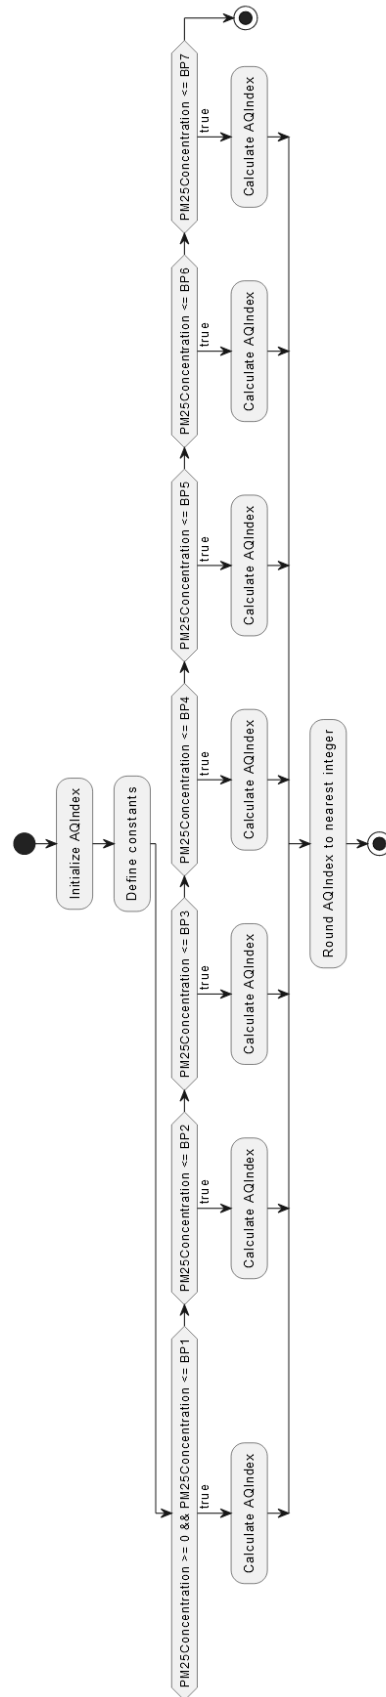 Initialize AQIndex
Define constants
PM25Concentration >= 0 && PM25Concentration <= BP1
true
Calculate AQIndex
PM25Concentration <= BP2
true
Calculate AQIndex
PM25Concentration <= BP3
true
Calculate AQIndex
PM25Concentration <= BP4
true
Calculate AQIndex
PM25Concentration <= BP5
true
Calculate AQIndex
PM25Concentration <= BP6
true
Calculate AQIndex
PM25Concentration <= BP7
true
Calculate AQIndex
Round AQIndex to nearest integer